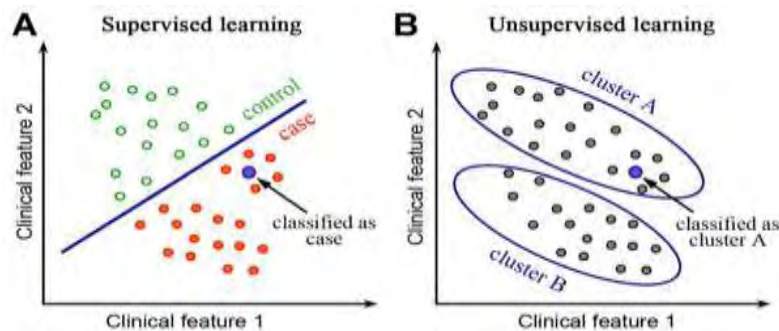 A
Supervised learning
Clinical feature 2
control
case
classified as
case
Clinical feature 1
B
Unsupervised learning
Clinical feature 2
cluster A
cluster B
classified as
cluster A
Clinical feature 1